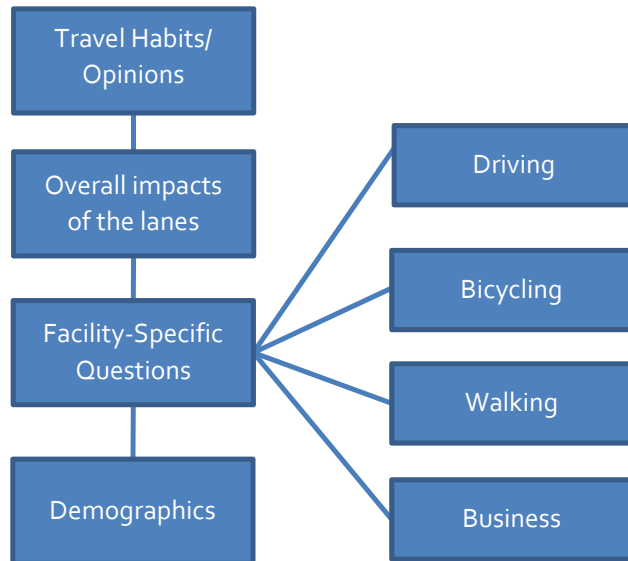 Travel Habits/
Opinions
Overall impacts
of the lanes
Facility-Specific
Questions
Demographics
Driving
Bicycling
Walking
Business